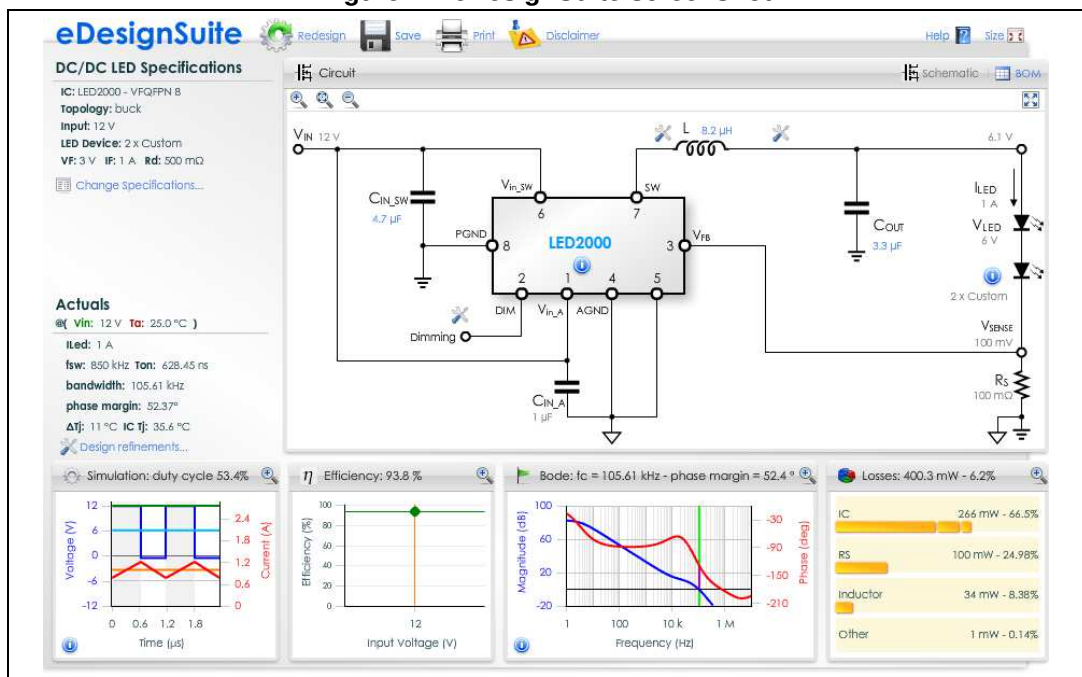 eDesignSuite Redesign Save Print Disclaimer Help Size
DC/DC LED Specifications
IC: LED2000 - VFQFPN 8
Topology: buck
Input: 12 V
LED Device: 2 x Custom
VF: 3 V IF: 1 A Rd: 500 mΩ
Change Specifications...
Actuals
@( Vin: 12 V Ta: 25.0 °C )
ILed: 1 A
fsw: 850 kHz Ton: 628.45 ns
bandwidth: 105.61 kHz
phase margin: 52.37°
ΔTj: 11 °C IC Tj: 35.6 °C
Design refinements...
Circuit Schematic BOM
VIN 12 V
L 8.2 µH
6.1 V
CIN_SW
4.7 µF
Vin_SW
SW
6
7
PGND
8
LED2000
3
VFB
2
1
4
5
DIM
Vin_A
AGND
Dimming
CIN_A
1 µF
COUT
3.3 µF
ILED
1 A
VLED
6 V
2 x Custom
VSENSE
100 mV
RS
100 mΩ
Simulation: duty cycle 53.4%
Voltage (V)
12
6
0
-6
-12
2.4
1.8
1.2
0.6
0
Current (A)
0 0.6 1.2 1.8
Time (µs)
η Efficiency: 93.8 %
Efficiency (%)
100
80
60
40
20
0
12
Input Voltage (V)
Bode: fc = 105.61 kHz - phase margin = 52.4 °
Magnitude (dB)
100
60
20
-20
-30
-90
-150
-210
Phase (deg)
1 100 10 k 1 M
Frequency (Hz)
Losses: 400.3 mW - 6.2%
IC 266 mW - 66.5%
RS 100 mW - 24.98%
Inductor 34 mW - 8.38%
Other 1 mW - 0.14%